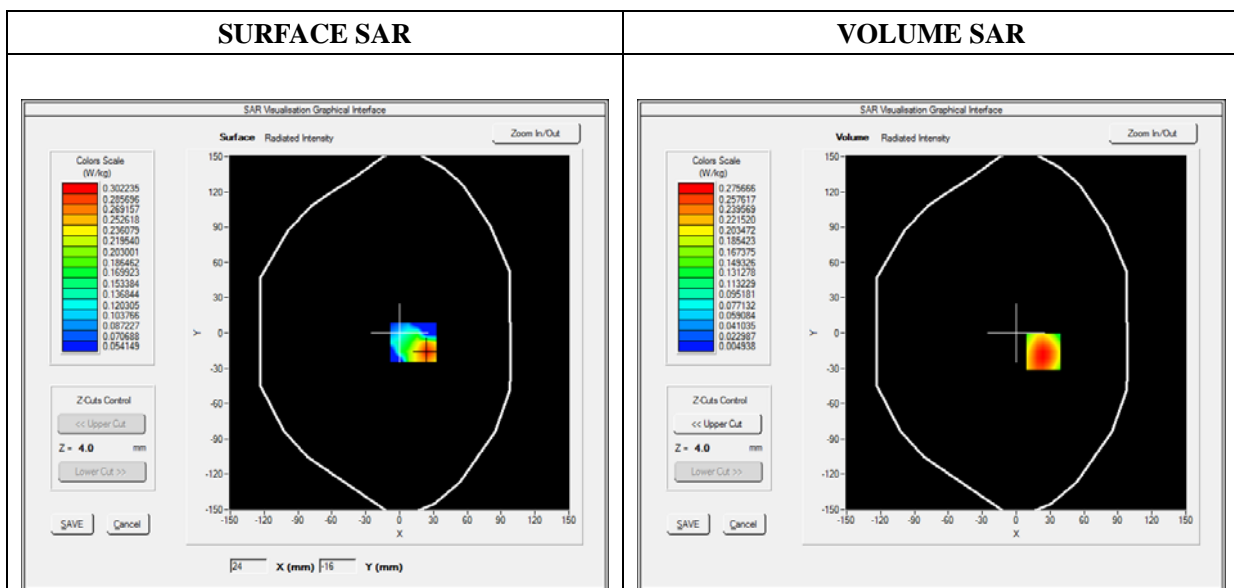 SURFACE SAR
VOLUME SAR
SAR Visualisation Graphical Interface
Surface Radiated Intensity
Zoom In/Out
Colors Scale
(W/kg)
0.302235
0.285696
0.269157
0.252618
0.236079
0.219540
0.203001
0.186462
0.169923
0.153384
0.136844
0.120305
0.103766
0.087227
0.070688
0.054149
Z-Cuts Control
<< Upper Cut
Z = 4.0 mm
Lower Cut >>
SAVE Cancel
150
120
90
60
30
0
-30
-60
-90
-120
-150
Y
-150 -120 -90 -60 -30 0 30 60 90 120 150
X
24 X (mm) -16 Y (mm)
SAR Visualisation Graphical Interface
Volume Radiated Intensity
Zoom In/Out
Colors Scale
(W/kg)
0.275666
0.257617
0.239569
0.221520
0.203472
0.185423
0.167375
0.149326
0.131278
0.113229
0.095181
0.077132
0.059084
0.041035
0.022987
0.004938
Z-Cuts Control
<< Upper Cut
Z = 4.0 mm
Lower Cut >>
SAVE Cancel
150
120
90
60
30
0
-30
-60
-90
-120
-150
Y
-150 -120 -90 -60 -30 0 30 60 90 120 150
X